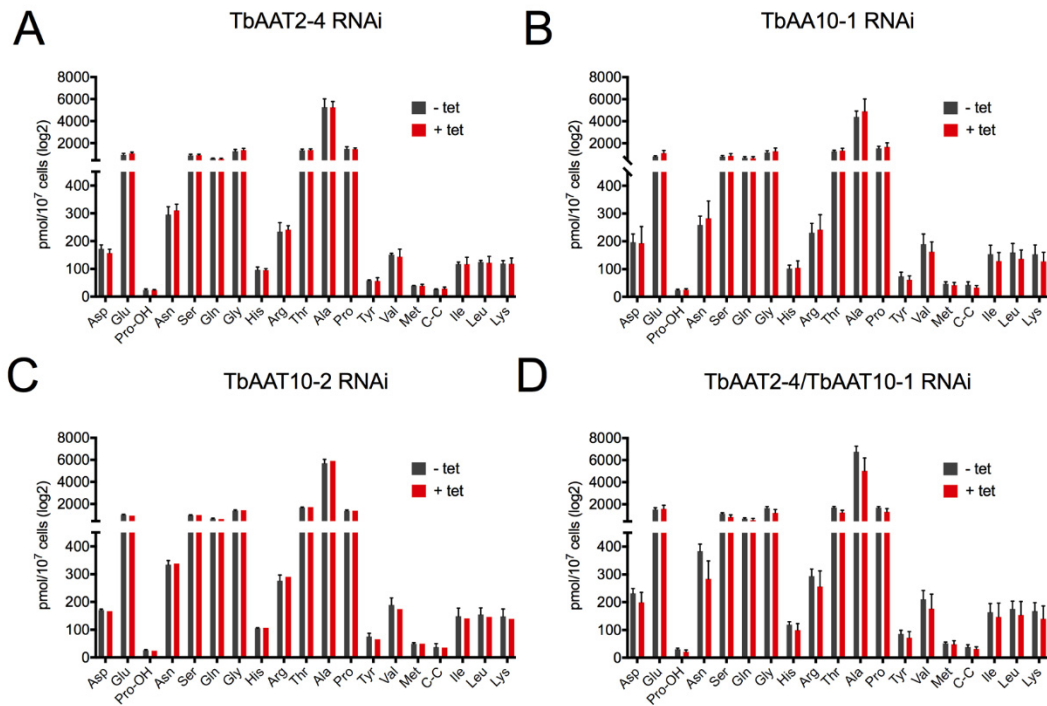 A
TbAAT2-4 RNAi
pmol/10⁷ cells (log2)
8000
6000
4000
2000
400
300
200
100
0
- tet
+ tet
Asp Glu Pro-OH Asn Ser Gln Gly His Arg Thr Ala Pro Tyr Val Met C-C Ile Leu Lys
B
TbAA10-1 RNAi
pmol/10⁷ cells (log2)
8000
6000
4000
2000
400
300
200
100
0
- tet
+ tet
Asp Glu Pro-OH Asn Ser Gln Gly His Arg Thr Ala Pro Tyr Val Met C-C Ile Leu Lys
C
TbAAT10-2 RNAi
pmol/10⁷ cells (log2)
8000
6000
4000
2000
400
300
200
100
0
- tet
+ tet
Asp Glu Pro-OH Asn Ser Gln Gly His Arg Thr Ala Pro Tyr Val Met C-C Ile Leu Lys
D
TbAAT2-4/TbAAT10-1 RNAi
pmol/10⁷ cells (log2)
8000
6000
4000
2000
400
300
200
100
0
- tet
+ tet
Asp Glu Pro-OH Asn Ser Gln Gly His Arg Thr Ala Pro Tyr Val Met C-C Ile Leu Lys